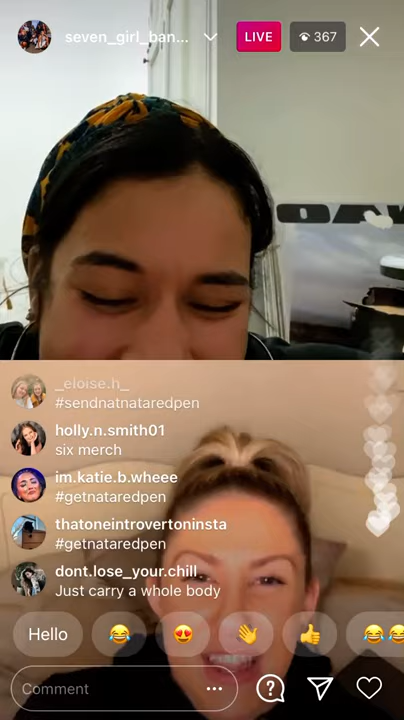 seven_girl_ban...
LIVE
367
_eloise.h_
#sendnatnataredpen
holly.n.smith01
six merch
im.katie.b.wheee
#getnataredpen
thatoneintrovertoninsta
#getnataredpen
dont.lose_your.chill
Just carry a whole body
Hello
Comment